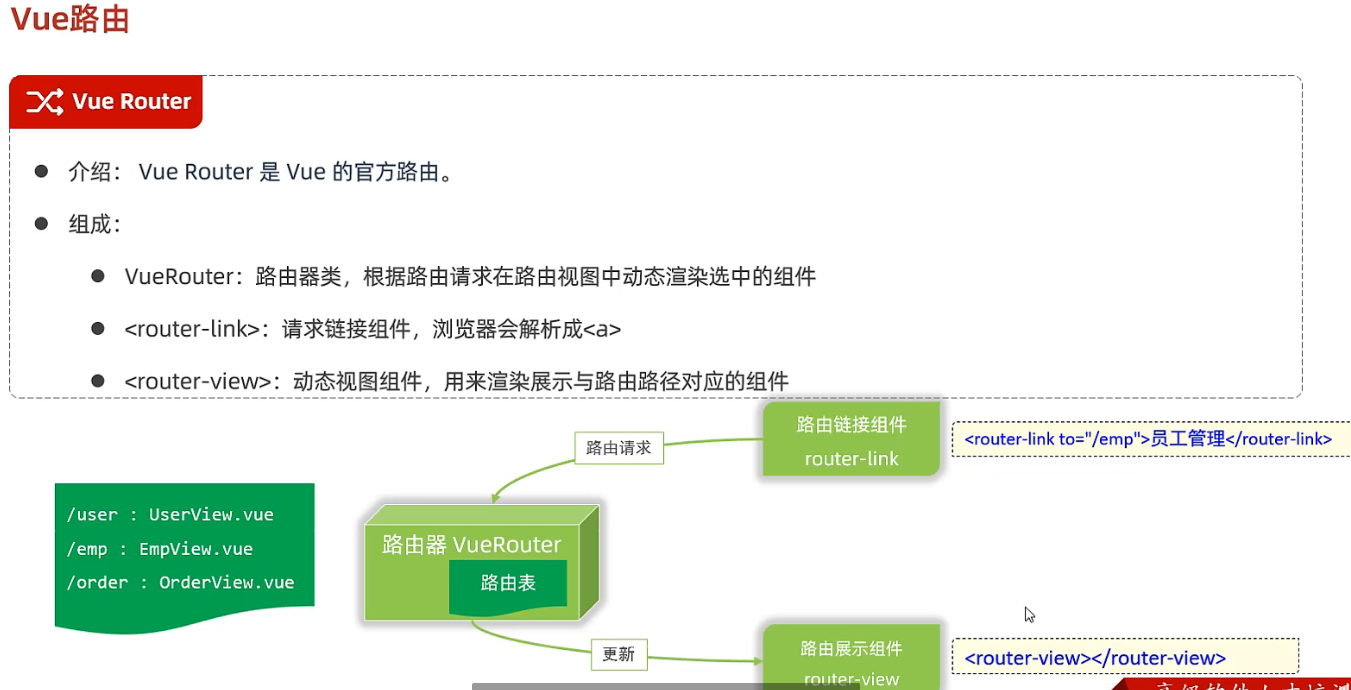 Vue路由
Vue Router
介绍： Vue Router 是 Vue 的官方路由。
组成：
VueRouter：路由器类，根据路由请求在路由视图中动态渲染选中的组件
<router-link>：请求链接组件，浏览器会解析成<a>
<router-view>：动态视图组件，用来渲染展示与路由路径对应的组件
路由链接组件
router-link
<router-link to="/emp">员工管理</router-link>
路由请求
/user : UserView.vue
/emp : EmpView.vue
/order : OrderView.vue
路由器 VueRouter
路由表
更新
路由展示组件
router-view
<router-view></router-view>